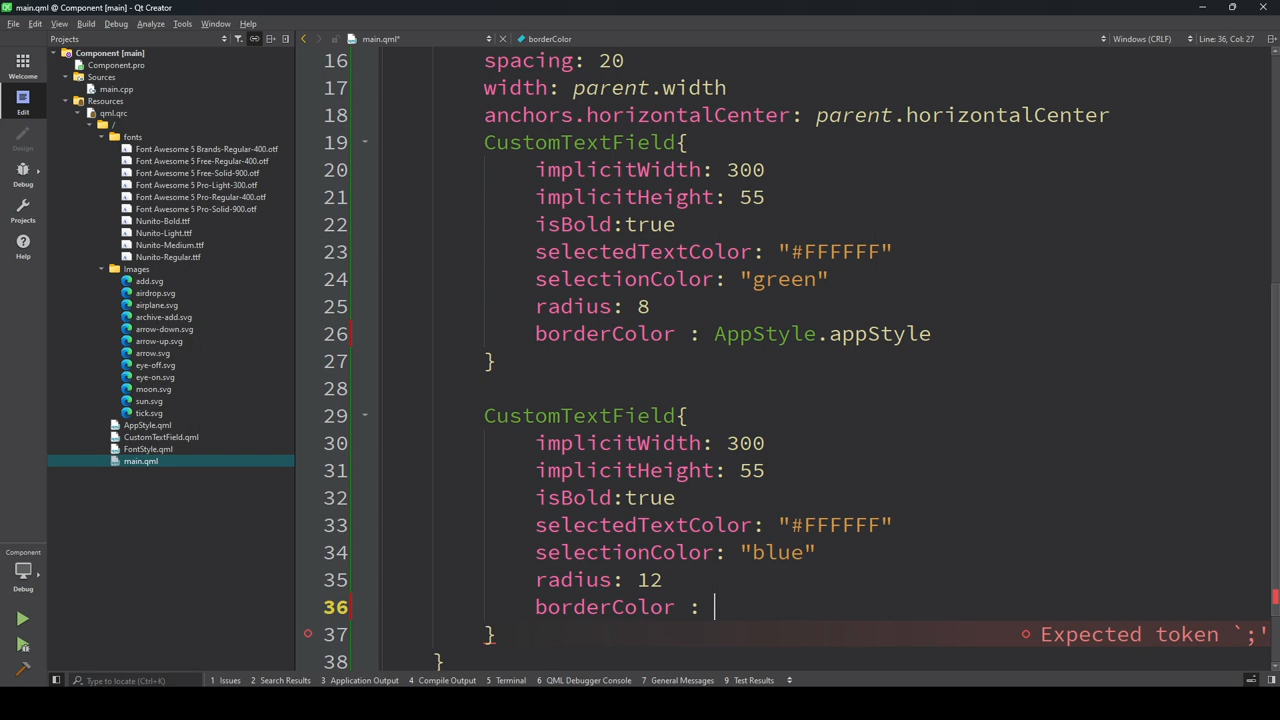 main.qml @ Component [main] - Qt Creator
File Edit View Build Debug Analyze Tools Window Help
Projects
main.qml*
borderColor
Windows (CRLF)
Line: 36, Col: 27
Welcome
Edit
Design
Debug
Projects
Help
Component
Debug
Component [main]
Component.pro
Sources
main.cpp
Resources
qml.qrc
/
fonts
Font Awesome 5 Brands-Regular-400.otf
Font Awesome 5 Free-Regular-400.otf
Font Awesome 5 Free-Solid-900.otf
Font Awesome 5 Pro-Light-300.otf
Font Awesome 5 Pro-Regular-400.otf
Font Awesome 5 Pro-Solid-900.otf
Nunito-Bold.ttf
Nunito-Light.ttf
Nunito-Medium.ttf
Nunito-Regular.ttf
Images
add.svg
airdrop.svg
airplane.svg
archive-add.svg
arrow-down.svg
arrow-up.svg
arrow.svg
eye-off.svg
eye-on.svg
moon.svg
sun.svg
tick.svg
AppStyle.qml
CustomTextField.qml
FontStyle.qml
main.qml
16 spacing: 20
17 width: parent.width
18 anchors.horizontalCenter: parent.horizontalCenter
19 CustomTextField{
20 implicitWidth: 300
21 implicitHeight: 55
22 isBold:true
23 selectedTextColor: "#FFFFFF"
24 selectionColor: "green"
25 radius: 8
26 borderColor : AppStyle.appStyle
27 }
28
29 CustomTextField{
30 implicitWidth: 300
31 implicitHeight: 55
32 isBold:true
33 selectedTextColor: "#FFFFFF"
34 selectionColor: "blue"
35 radius: 12
36 borderColor :
37 } Expected token `;'
38 }
Type to locate (Ctrl+K)
1 Issues 2 Search Results 3 Application Output 4 Compile Output 5 Terminal 6 QML Debugger Console 7 General Messages 9 Test Results